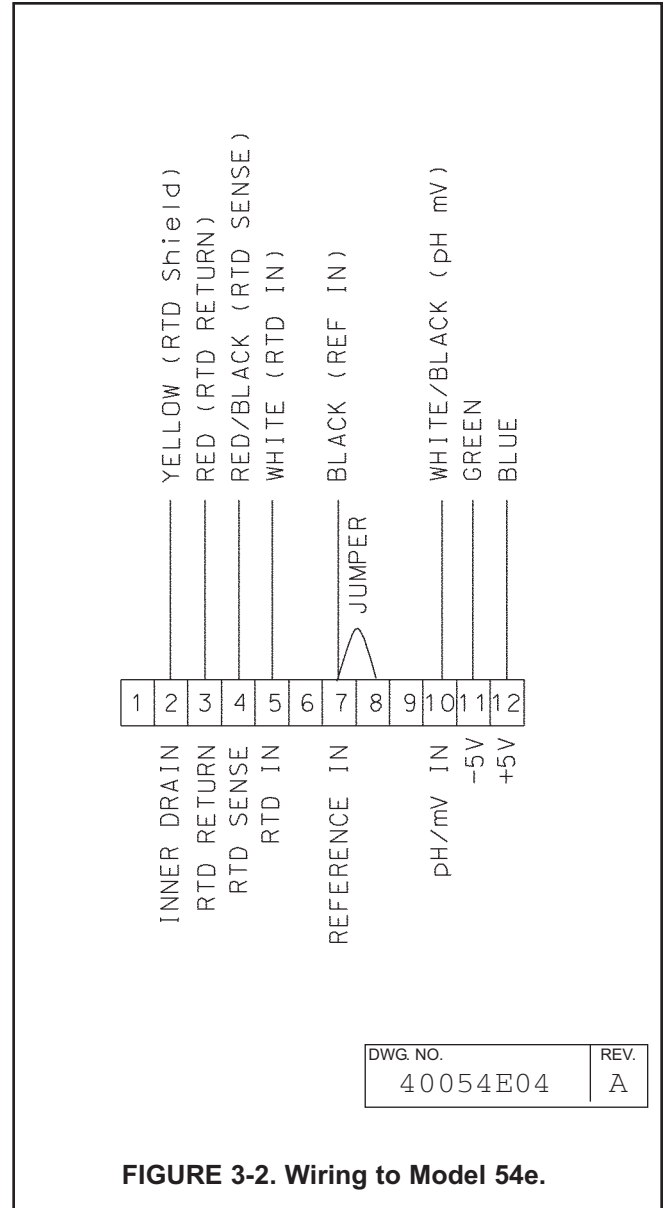 YELLOW (RTD Shield)
RED (RTD RETURN)
RED/BLACK (RTD SENSE)
WHITE (RTD IN)
BLACK (REF IN)
WHITE/BLACK (pH mV)
GREEN
BLUE
JUMPER
1 2 3 4 5 6 7 8 9 10 11 12
INNER DRAIN
RTD RETURN
RTD SENSE
RTD IN
REFERENCE IN
pH/mV IN
-5V
+5V
DWG. NO. REV.
40054E04 A
FIGURE 3-2. Wiring to Model 54e.